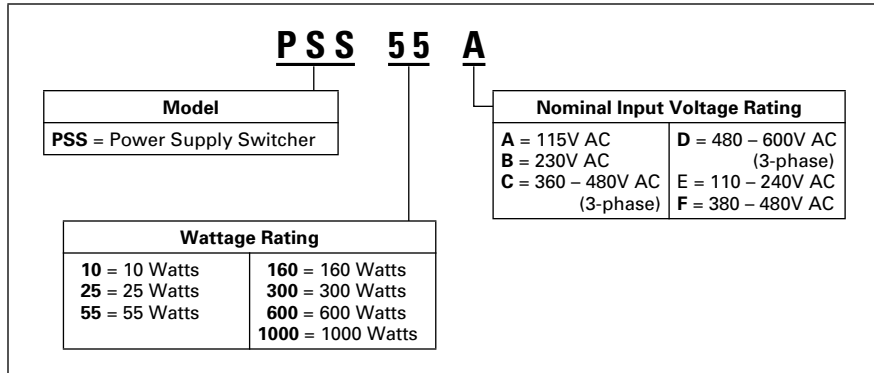 PSS 55 A
Model
PSS = Power Supply Switcher
Nominal Input Voltage Rating
A = 115V AC
B = 230V AC
C = 360 – 480V AC
(3-phase)
D = 480 – 600V AC
(3-phase)
E = 110 – 240V AC
F = 380 – 480V AC
Wattage Rating
10 = 10 Watts
25 = 25 Watts
55 = 55 Watts
160 = 160 Watts
300 = 300 Watts
600 = 600 Watts
1000 = 1000 Watts